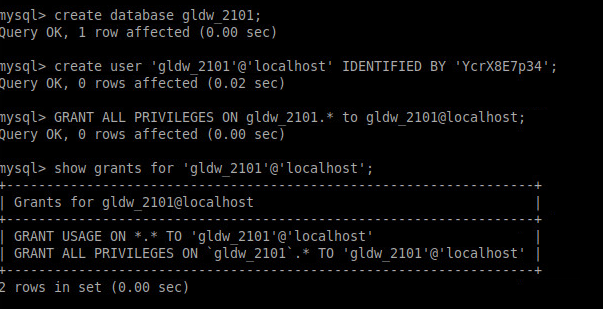 mysql> create database gldw_2101;
Query OK, 1 row affected (0.00 sec)
mysql> create user 'gldw_2101'@'localhost' IDENTIFIED BY 'YcrX8E7p34';
Query OK, 0 rows affected (0.02 sec)
mysql> GRANT ALL PRIVILEGES ON gldw_2101.* to gldw_2101@localhost;
Query OK, 0 rows affected (0.00 sec)
mysql> show grants for 'gldw_2101'@'localhost';
+-----------------------------------------------------------------+
| Grants for gldw_2101@localhost                                  |
+-----------------------------------------------------------------+
| GRANT USAGE ON *.* TO 'gldw_2101'@'localhost'                   |
| GRANT ALL PRIVILEGES ON `gldw_2101`.* TO 'gldw_2101'@'localhost' |
+-----------------------------------------------------------------+
2 rows in set (0.00 sec)